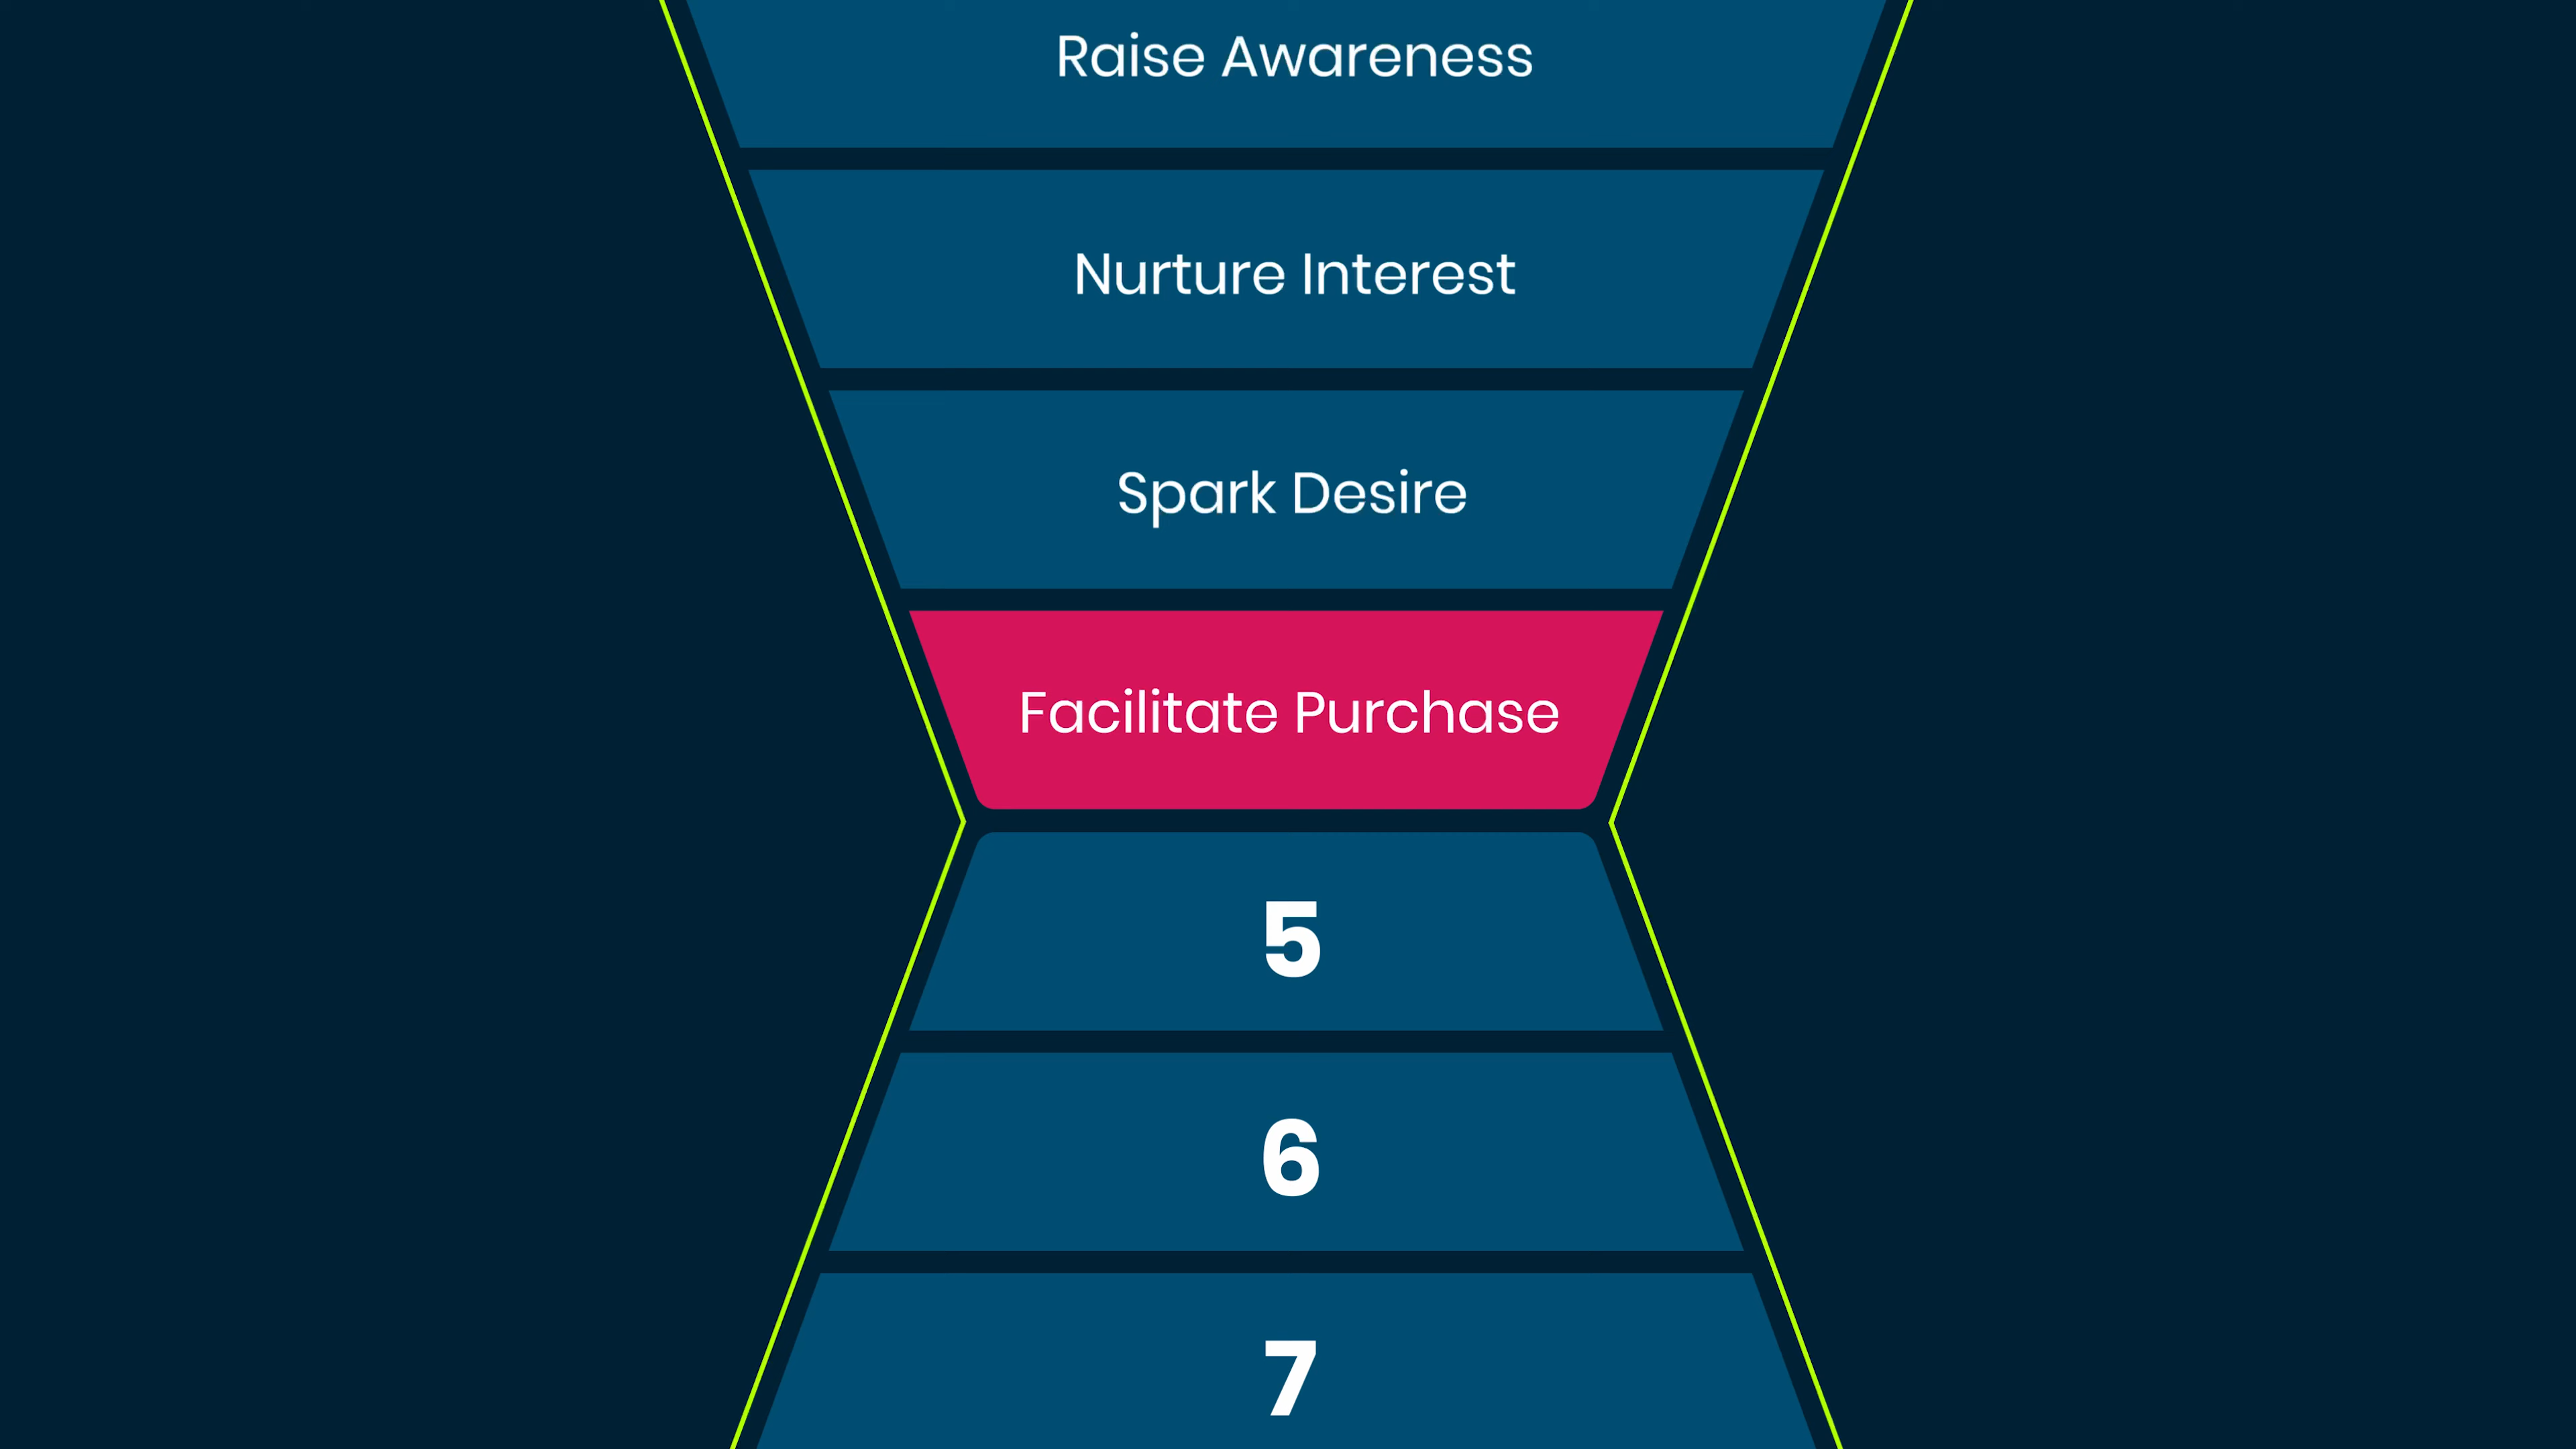 Raise Awareness
Nurture Interest
Spark Desire
Facilitate Purchase
5
6
7